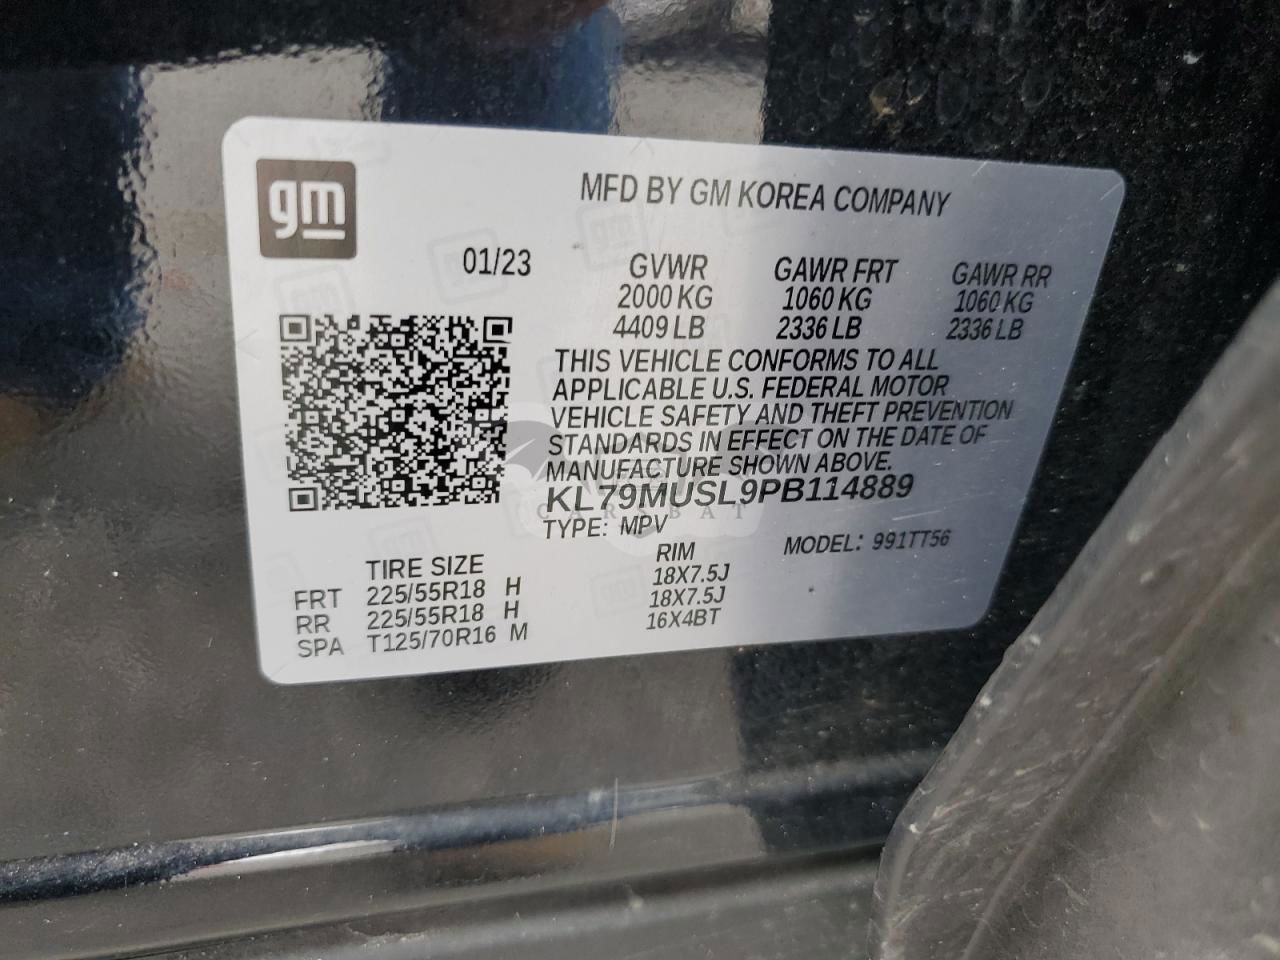 gm
MFD BY GM KOREA COMPANY
01/23
GVWR GAWR FRT GAWR RR
2000 KG 1060 KG 1060 KG
4409 LB 2336 LB 2336 LB
THIS VEHICLE CONFORMS TO ALL
APPLICABLE U.S. FEDERAL MOTOR
VEHICLE SAFETY AND THEFT PREVENTION
STANDARDS IN EFFECT ON THE DATE OF
MANUFACTURE SHOWN ABOVE.
KL79MUSL9PB114889
CARSBAT
TYPE: MPV MODEL: 991TT56
TIRE SIZE RIM
FRT 225/55R18 H 18X7.5J
RR 225/55R18 H 18X7.5J
SPA T125/70R16 M 16X4BT